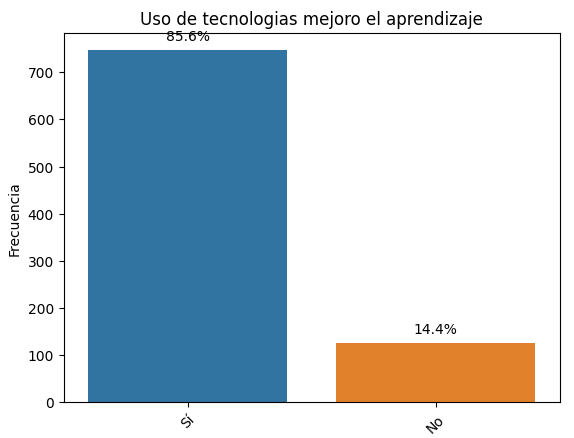 Uso de tecnologias mejoro el aprendizaje
85.6%
700
600
500
400
300
200
100
0
Frecuencia
14.4%
Sí
No